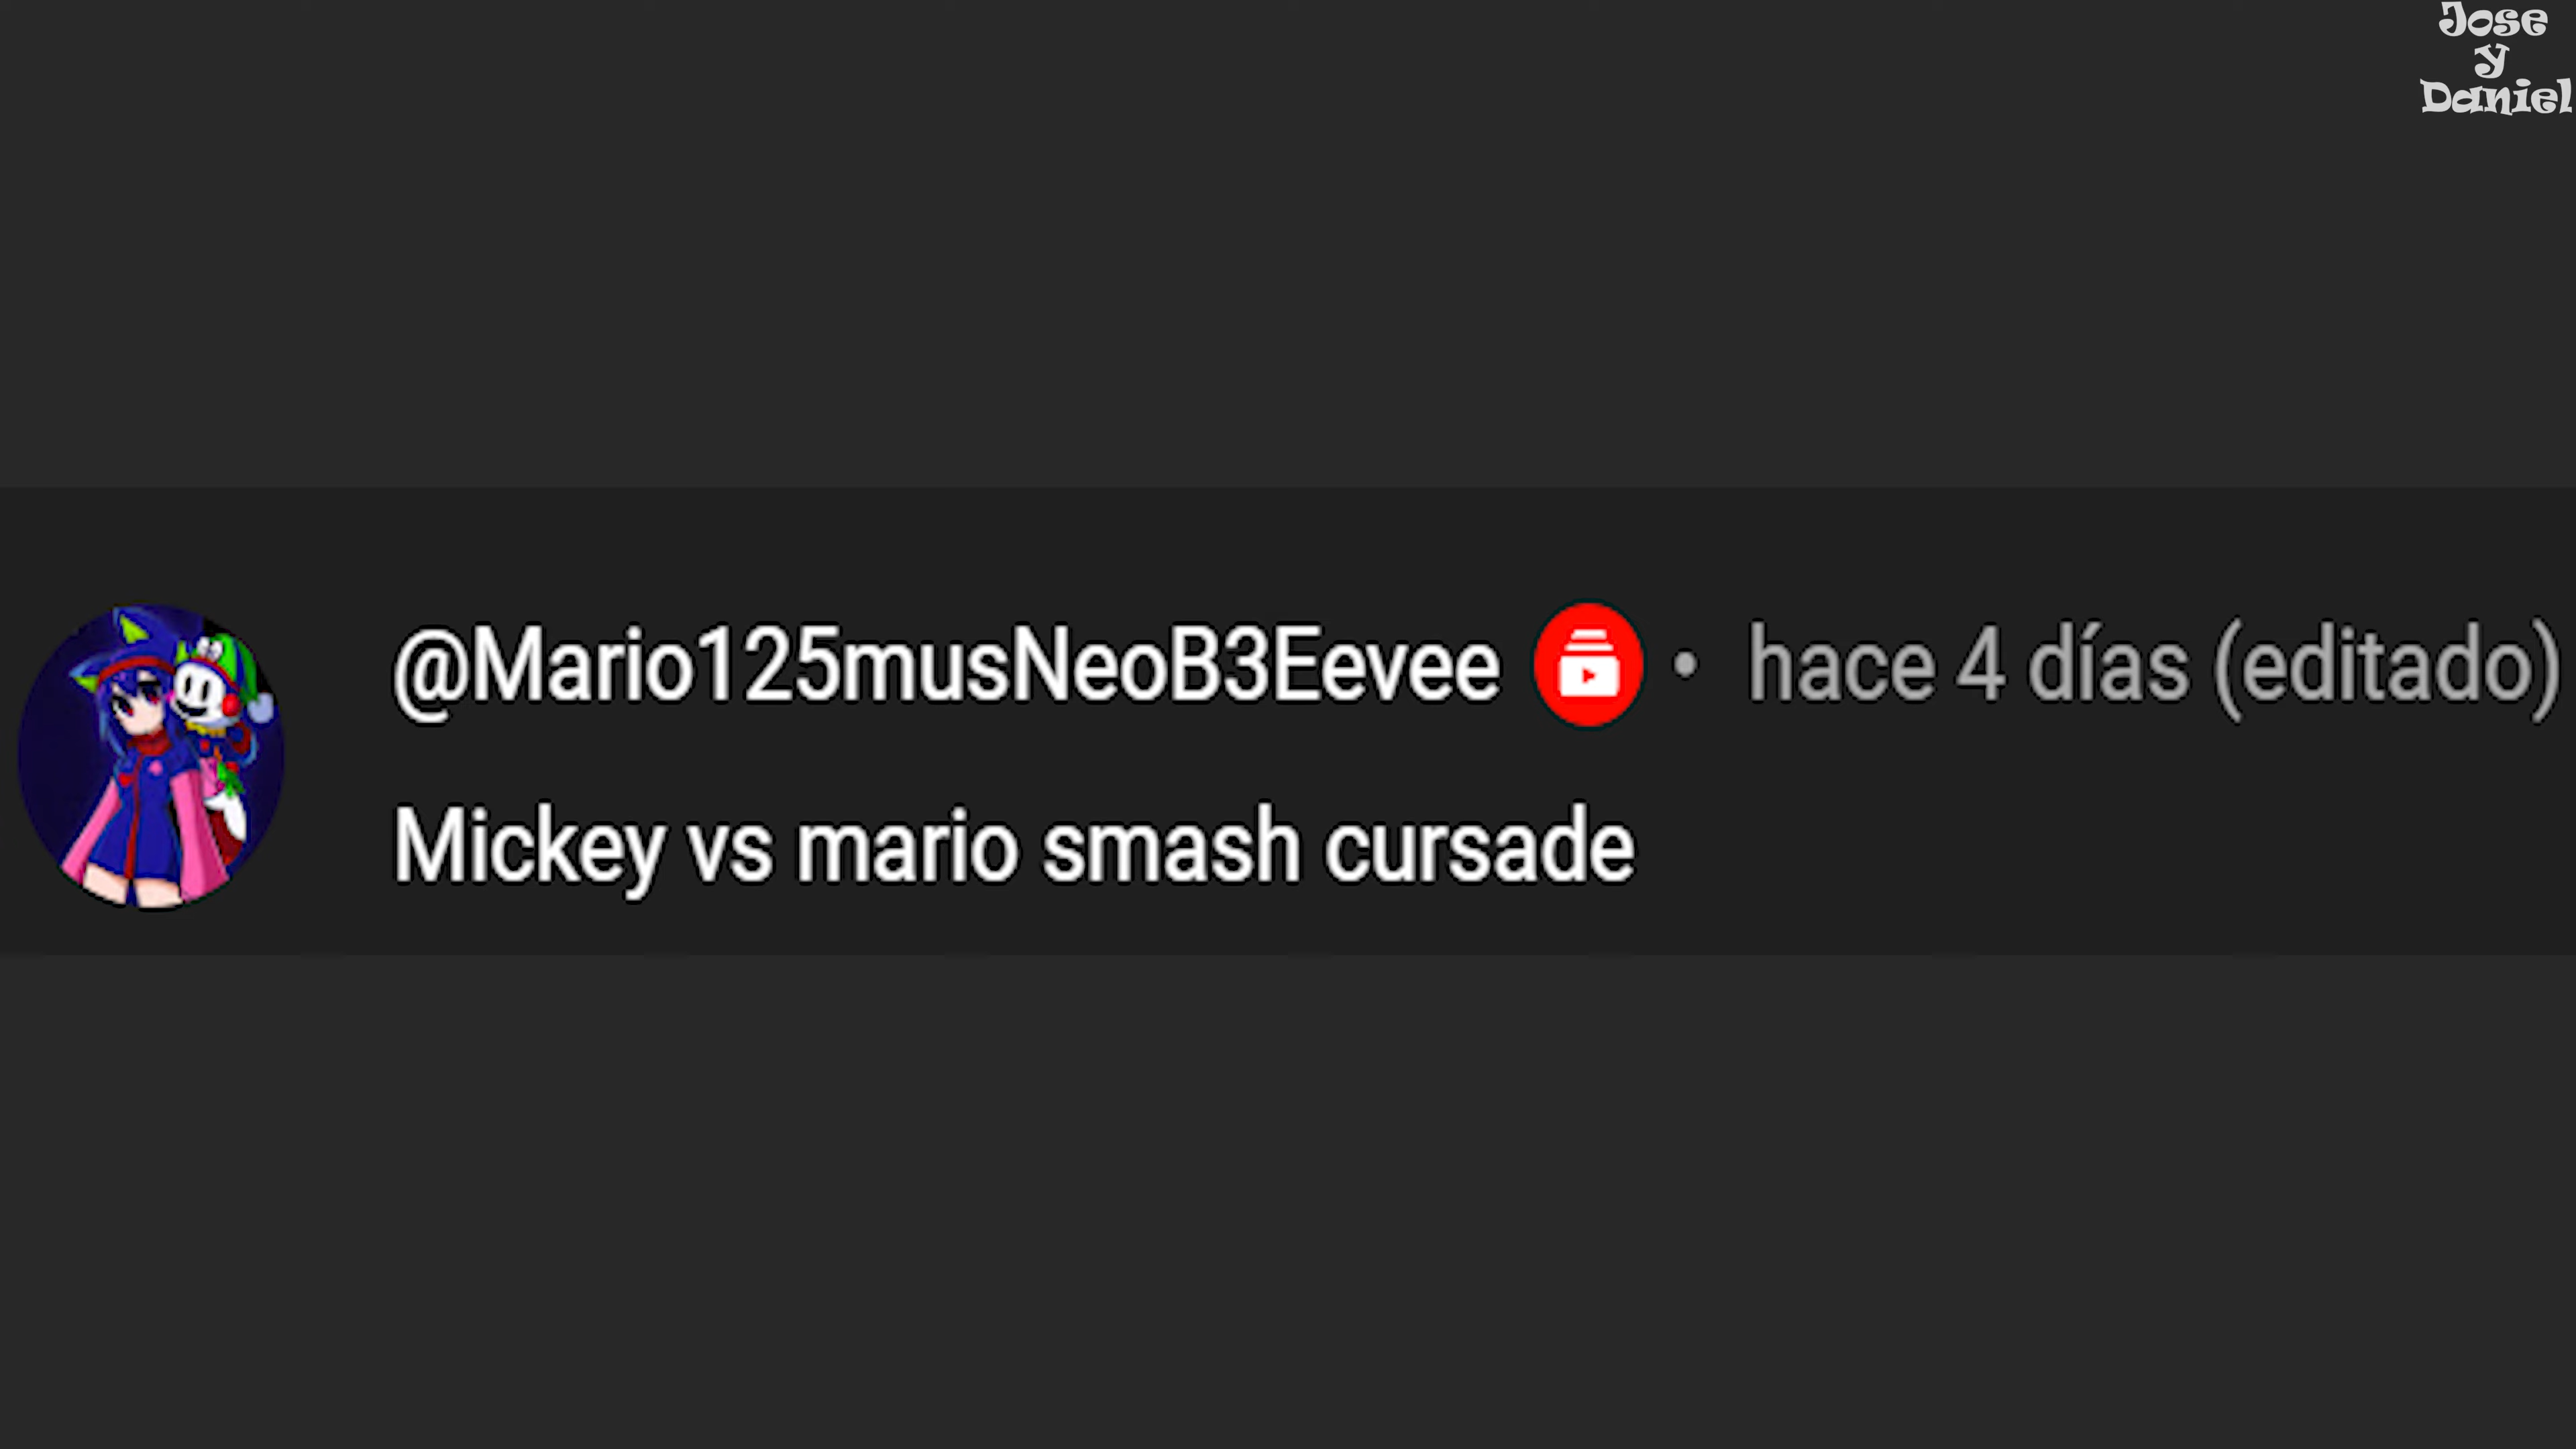 Jose
y
Daniel
@Mario125musNeoB3Eevee • hace 4 días (editado)
Mickey vs mario smash cursade